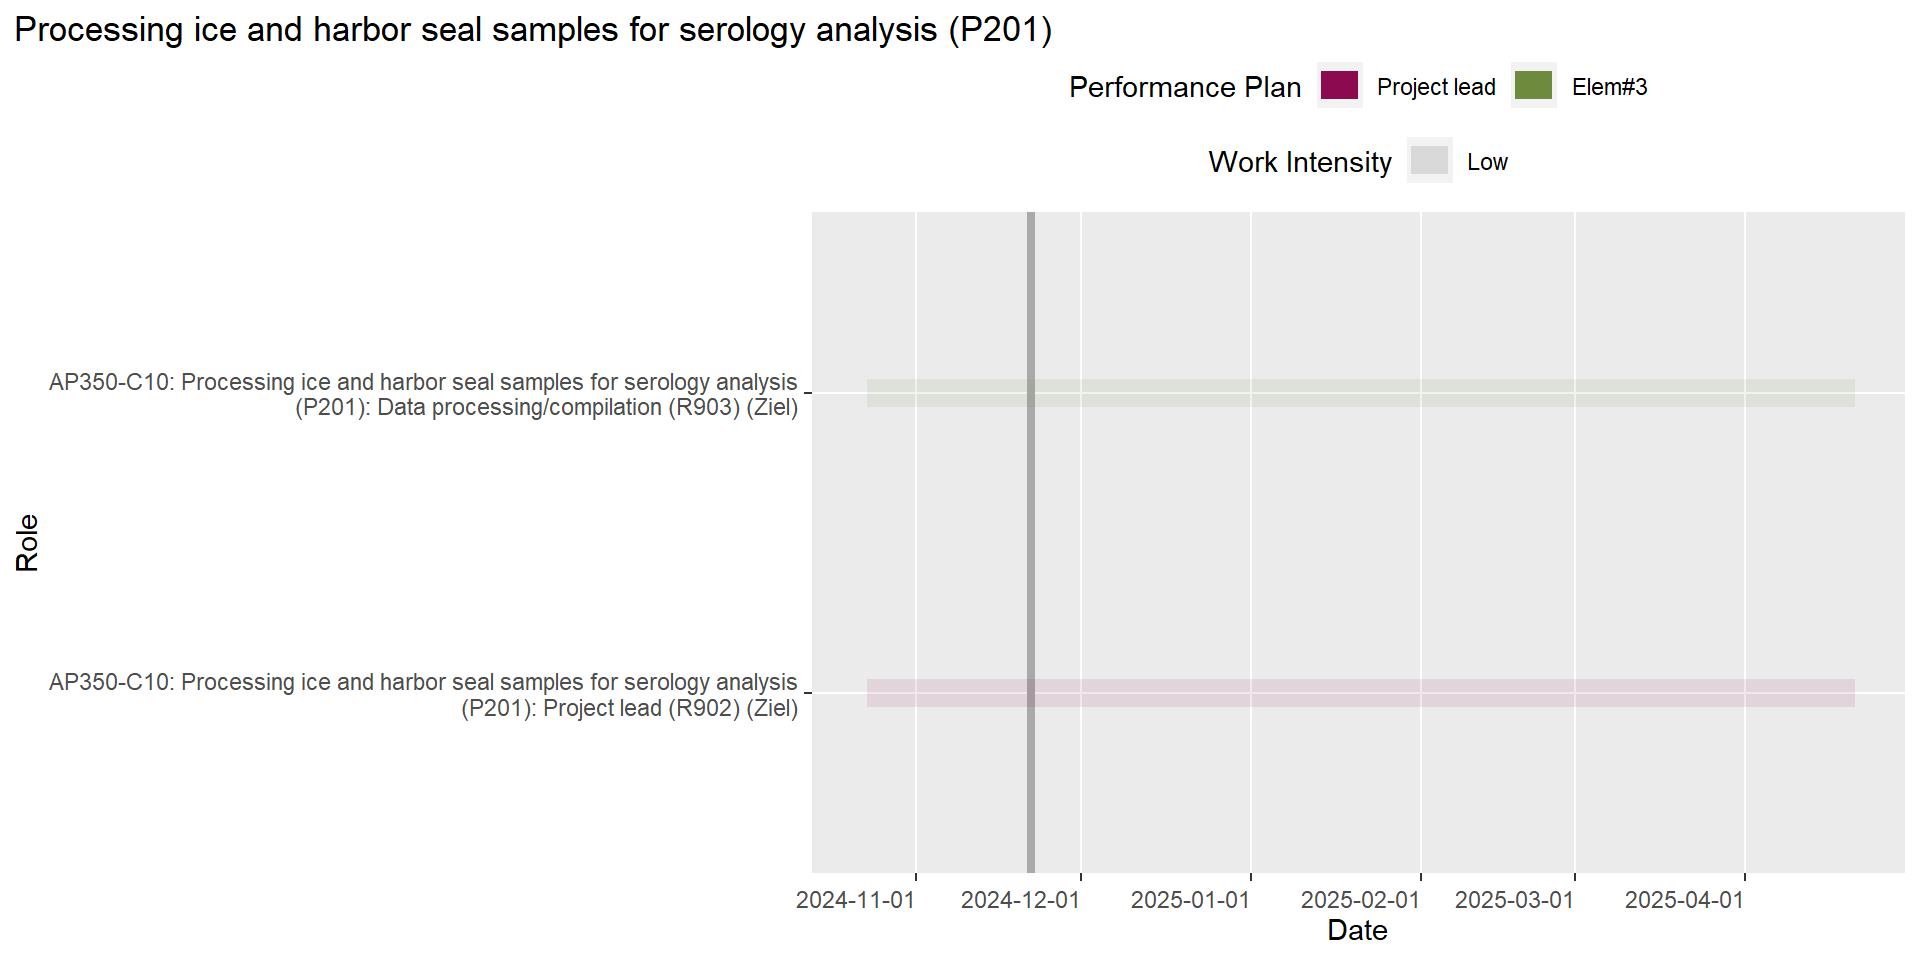 Processing ice and harbor seal samples for serology analysis (P201)
Performance Plan Project lead Elem#3
Work Intensity Low
AP350-C10: Processing ice and harbor seal samples for serology analysis
(P201): Data processing/compilation (R903) (Ziel)
Role
AP350-C10: Processing ice and harbor seal samples for serology analysis
(P201): Project lead (R902) (Ziel)
2024-11-01 2024-12-01 2025-01-01 2025-02-01 2025-03-01 2025-04-01
Date